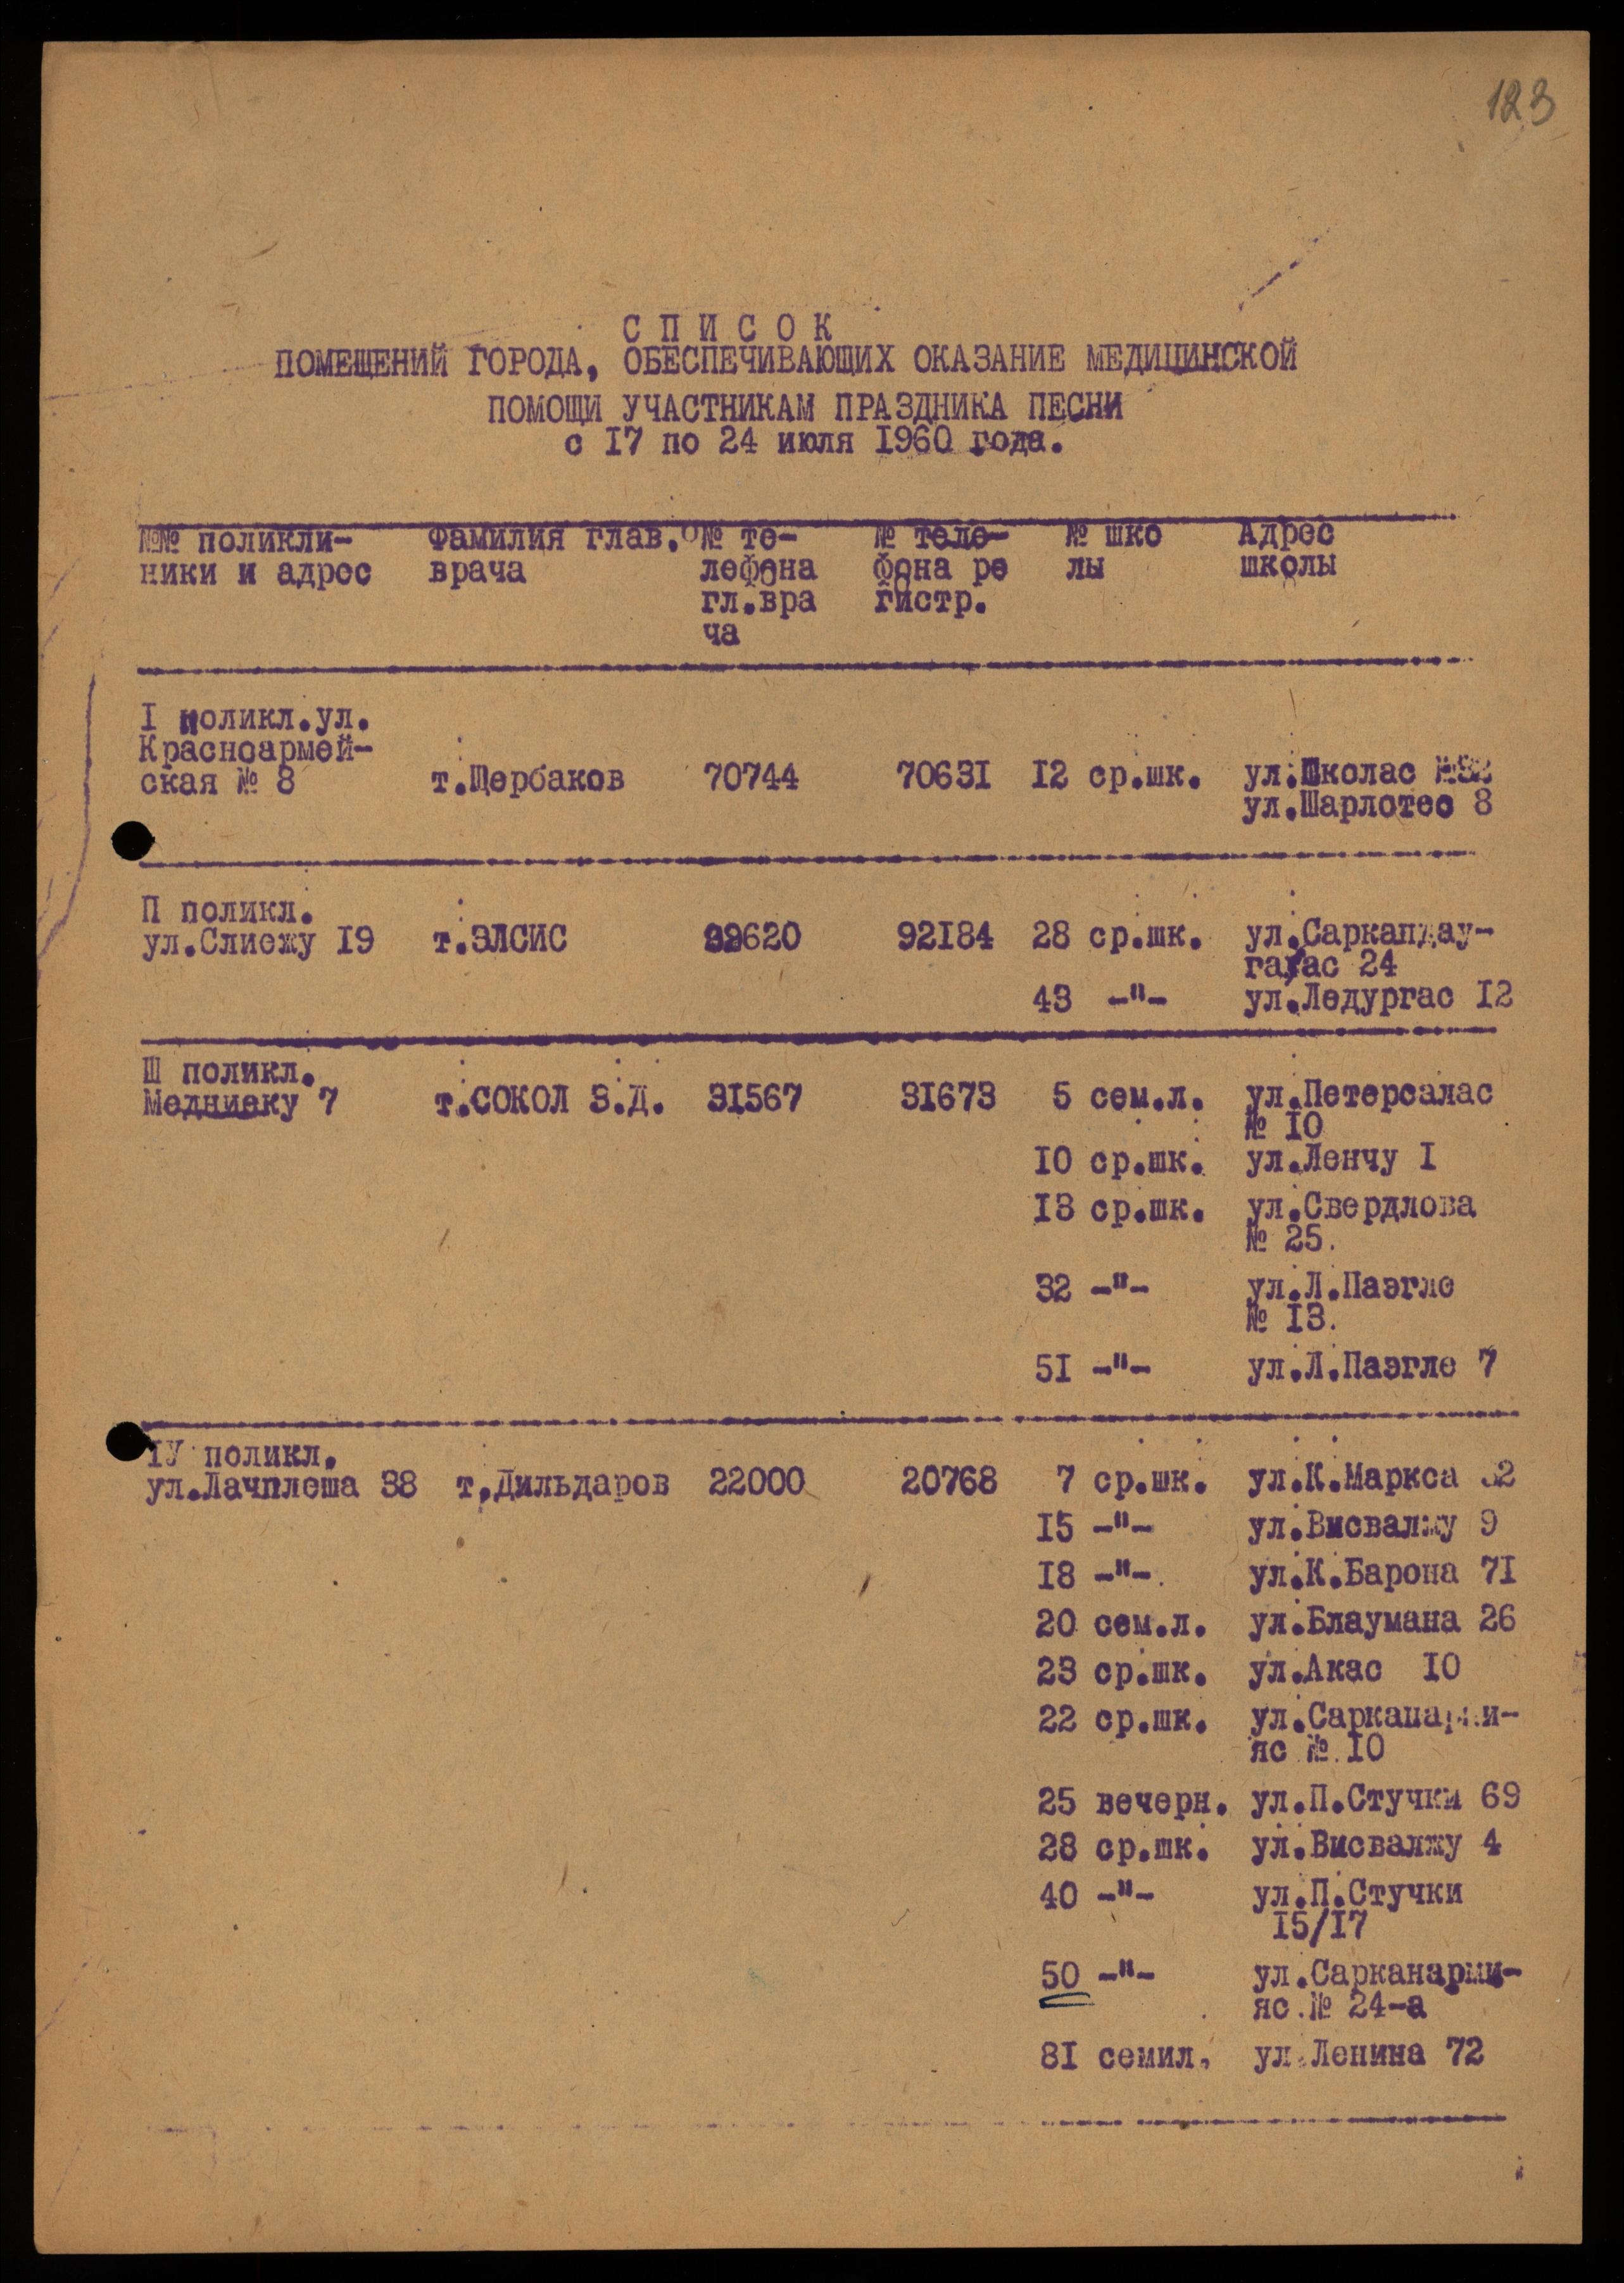 123
С П И С О К
ПОМЕЩЕНИЙ ГОРОДА, ОБЕСПЕЧИВАЮЩИХ ОКАЗАНИЕ МЕДИЦИНСКОЙ
ПОМОЩИ УЧАСТНИКАМ ПРАЗДНИКА ПЕСНИ
с 17 по 24 июля 1960 года.
№№ поликли- Фамилия глав. № те- № теле- № шко Адрес
ники и адрес врача лефона фона ре лы школы
гл.вра гистр.
ча
I поликл.ул.
Красноармей-
ская № 8 т.Щербаков 70744 70631 12 ср.шк. ул.Школас
ул.Шарлотес 8
П поликл.
ул.Слиежу 19 т.ЭЛСИС 92184 28 ср.шк. ул.Саркандау-
24
43 -"- ул.Ледургас 12
Ш поликл.
Медниеку 7 т.СОКОЛ З.Д. 31567 31673 5 сем.л. ул.Петерсалас
№ 10
10 ср.шк. ул.Ленчу 1
13 ср.шк. ул.Свердлова
№ 25.
32 -"- ул.Л.Паэгле
№ 13.
51 -"- ул.Л.Паэгле 7
IУ поликл.
ул.Лачплеша 38 т.Дильдаров 22000 20768 7 ср.шк. ул.К.Маркса
15 -"- ул.Висвалжу 9
18 -"- ул.К.Барона 71
20 сем.л. ул.Блаумана 26
23 ср.шк. ул.Акас 10
22 ср.шк. ул.Сарканарми-
яс № 10
25 вечерн. ул.П.Стучки 69
28 ср.шк. ул.Висвалжу 4
40 -"- ул.П.Стучки
15/17
50 -"- ул.Сарканарми-
яс № 24-а
81 семил. ул.Ленина 72